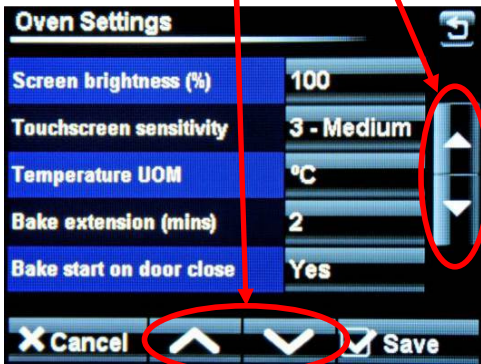 Oven Settings
Screen brightness (%) 100
Touchscreen sensitivity 3 - Medium
Temperature UOM ºC
Bake extension (mins) 2
Bake start on door close Yes
Cancel Save